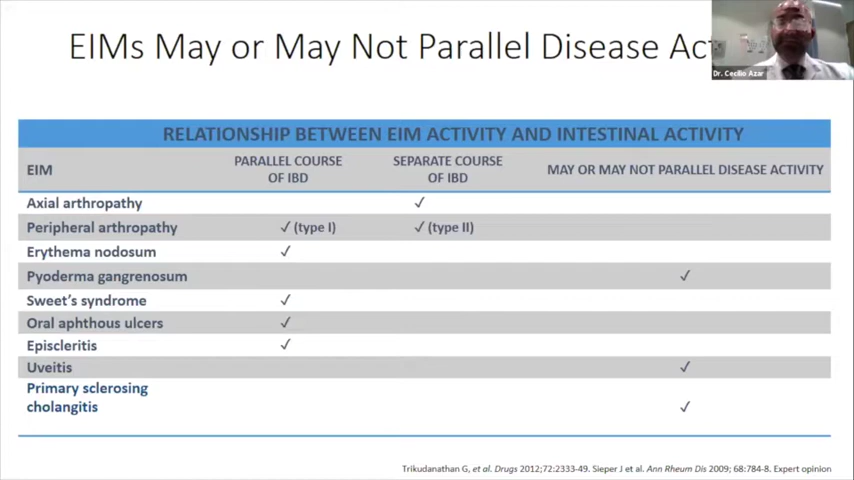 EIMs May or May Not Parallel Disease Act
Dr. Cecilio Azar
RELATIONSHIP BETWEEN EIM ACTIVITY AND INTESTINAL ACTIVITY
EIM
PARALLEL COURSE
OF IBD
SEPARATE COURSE
OF IBD
MAY OR MAY NOT PARALLEL DISEASE ACTIVITY
Axial arthropathy ✓
Peripheral arthropathy ✓ (type I) ✓ (type II)
Erythema nodosum ✓
Pyoderma gangrenosum ✓
Sweet's syndrome ✓
Oral aphthous ulcers ✓
Episcleritis ✓
Uveitis ✓
Primary sclerosing
cholangitis ✓
Trikudanathan G, et al. Drugs 2012;72:2333-49. Sieper J et al. Ann Rheum Dis 2009; 68:784-8. Expert opinion